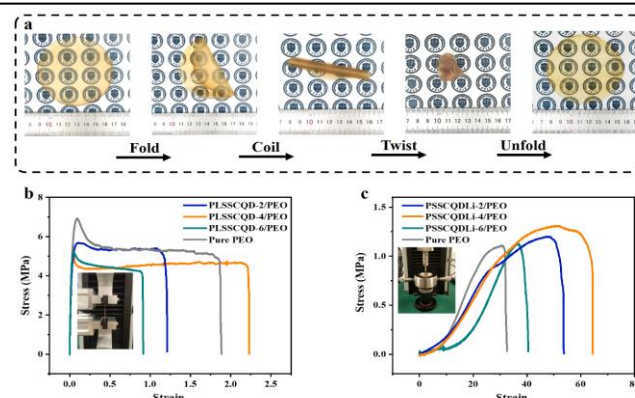 a
Fold
Coil
Twist
Unfold
b
PLSSCQD-2/PEO
PLSSCQD-4/PEO
PLSSCQD-6/PEO
Pure PEO
Stress (MPa)
8
6
4
2
0
0.0 0.5 1.0 1.5 2.0 2.5
Strain
c
PSSCQDLi-2/PEO
PSSCQDLi-4/PEO
PSSCQDLi-6/PEO
Pure PEO
Stress (MPa)
1.5
1.0
0.5
0.0
0 20 40 60 80
Strain